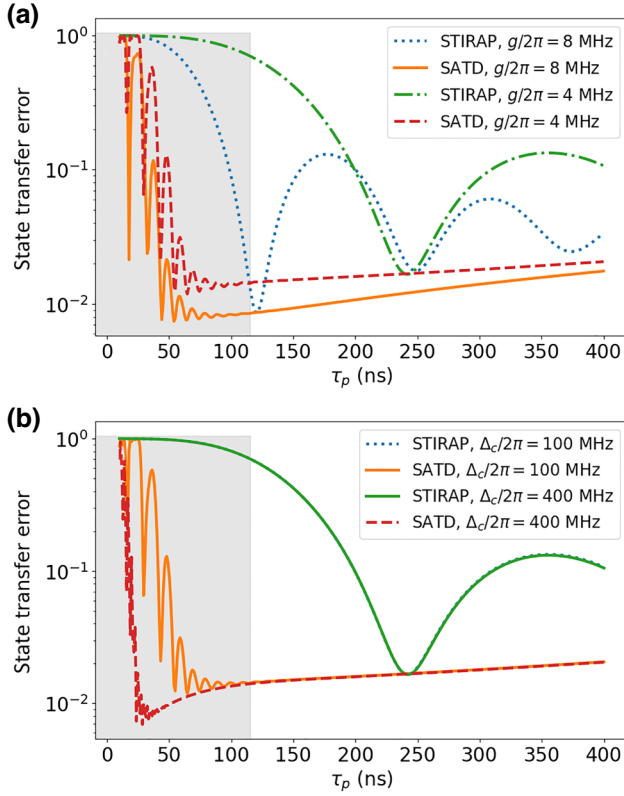 (a)
10⁰
10⁻¹
10⁻²
State transfer error
STIRAP, g/2π = 8 MHz
SATD, g/2π = 8 MHz
STIRAP, g/2π = 4 MHz
SATD, g/2π = 4 MHz
0 50 100 150 200 250 300 350 400
τₚ (ns)
(b)
10⁰
10⁻¹
10⁻²
State transfer error
STIRAP, Δ_c/2π = 100 MHz
SATD, Δ_c/2π = 100 MHz
STIRAP, Δ_c/2π = 400 MHz
SATD, Δ_c/2π = 400 MHz
0 50 100 150 200 250 300 350 400
τₚ (ns)